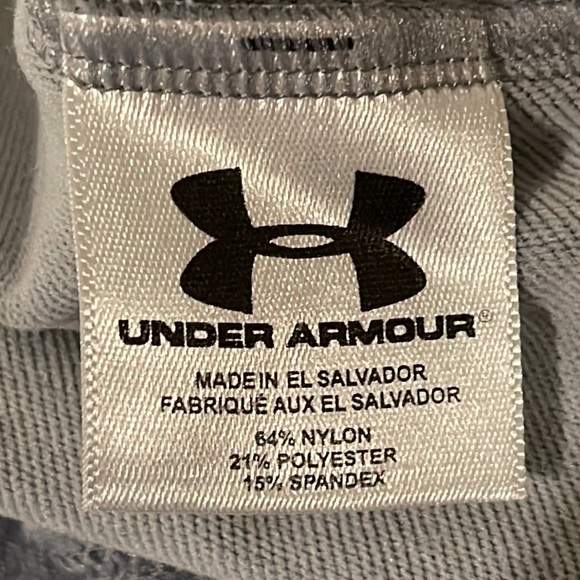 UNDER ARMOUR®
MADE IN EL SALVADOR
FABRIQUÉ AUX EL SALVADOR
64% NYLON
21% POLYESTER
15% SPANDEX